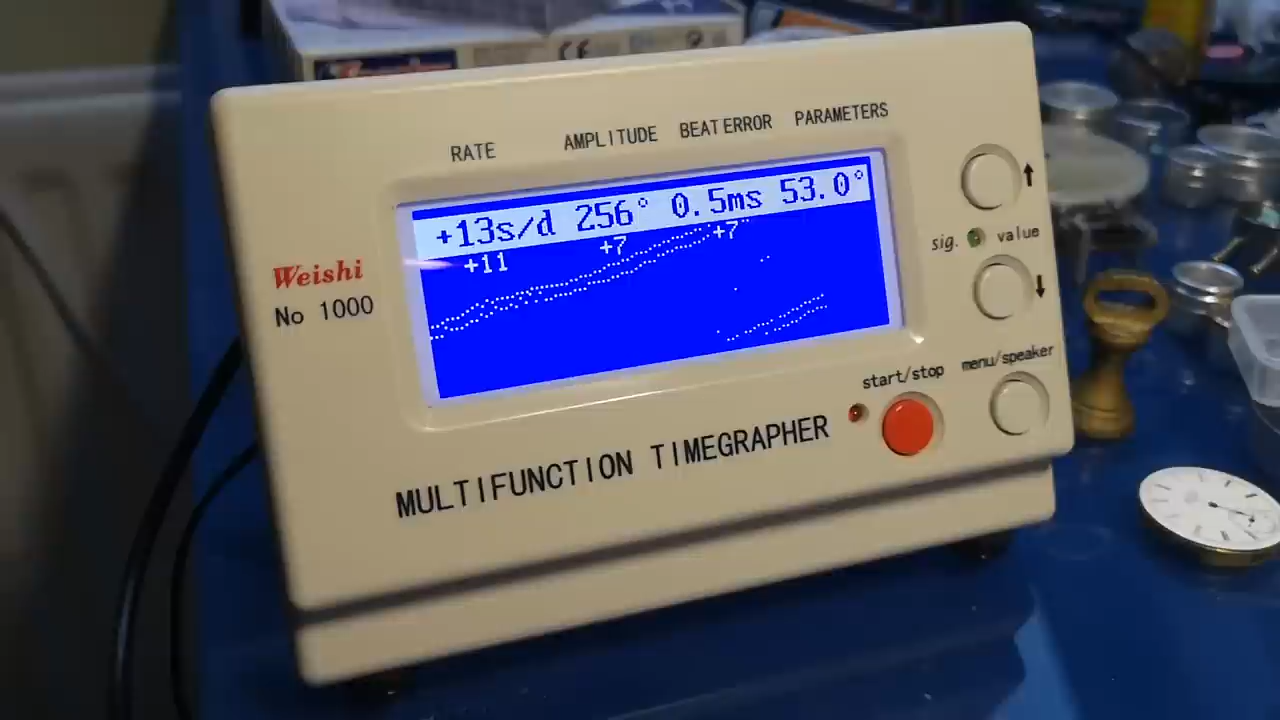 CE
RATE AMPLITUDE BEAT ERROR PARAMETERS
+13s/d 256° 0.5ms 53.0°
+11 +7 +7
Weishi
No 1000
sig. value
start/stop menu/speaker
MULTIFUNCTION TIMEGRAPHER